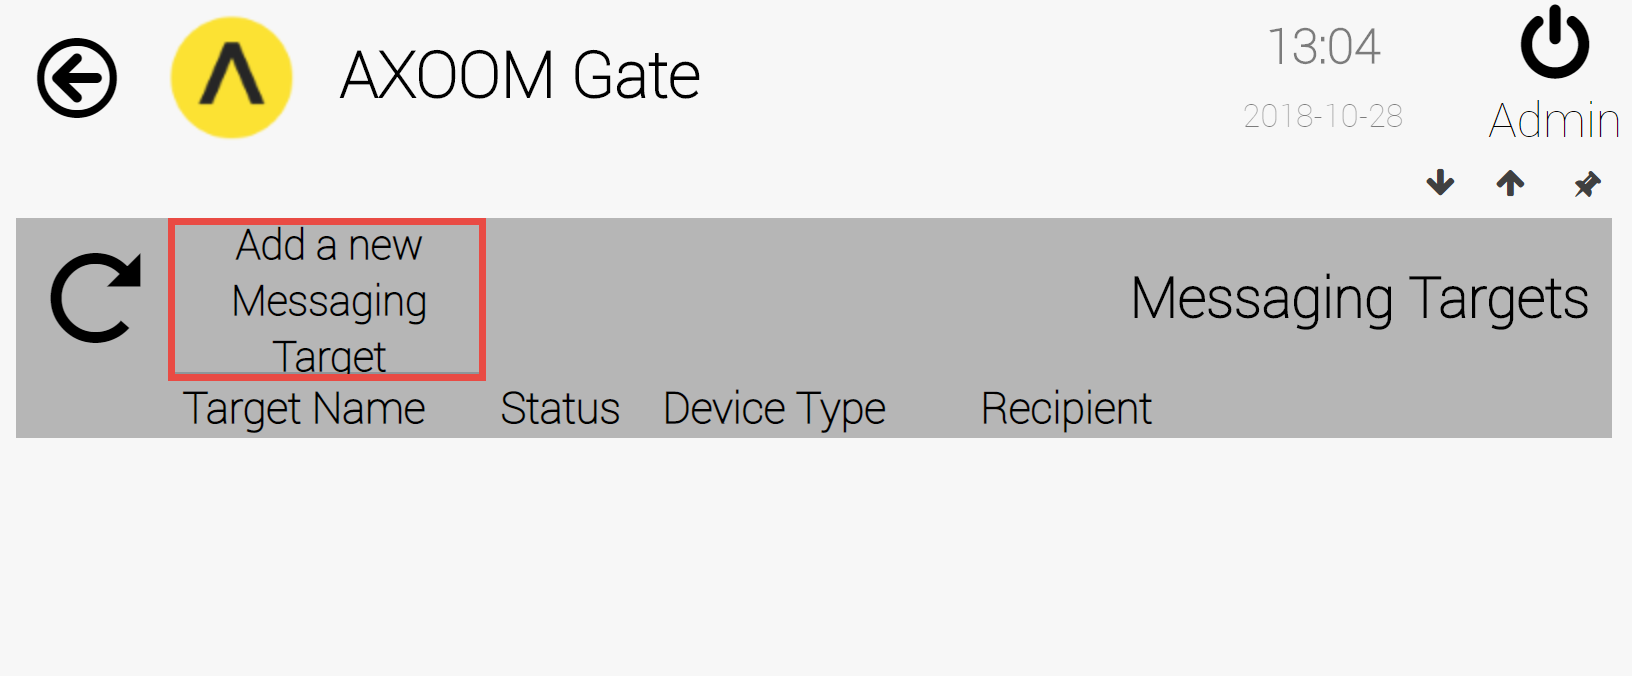 AXOOM Gate
13:04
2018-10-28
Admin
Add a new
Messaging
Target
Messaging Targets
Target Name Status Device Type Recipient